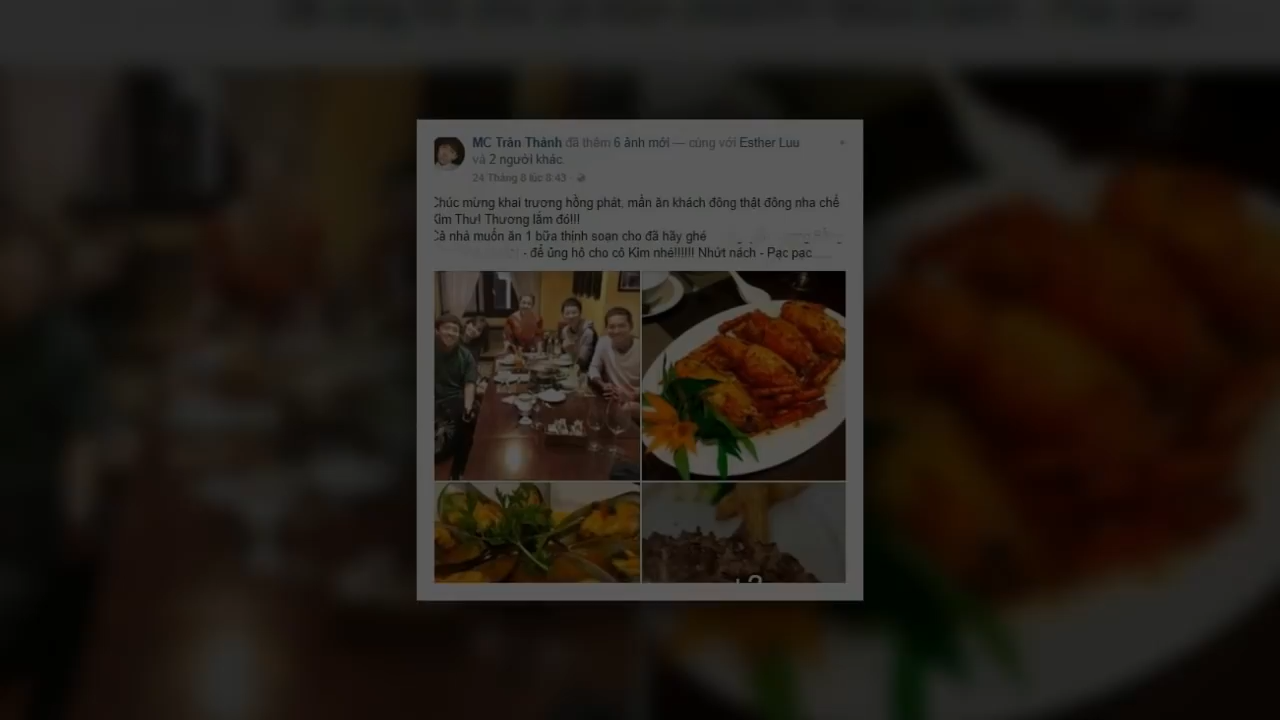 MC Trấn Thành đã thêm 6 ảnh mới — cùng với Esther Luu
và 2 người khác.
24 Tháng 8 lúc 8:43 ·
Chúc mừng khai trương hồng phát, mẩn ăn khách đông thật đông nha chế
Kim Thư! Thương lắm đó!!!
Cả nhà muốn ăn 1 bữa thịnh soạn cho đã hãy ghé
- để ủng hộ cho cô Kim nhé!!!!!! Nhứt nách - Pạc pạc
+2